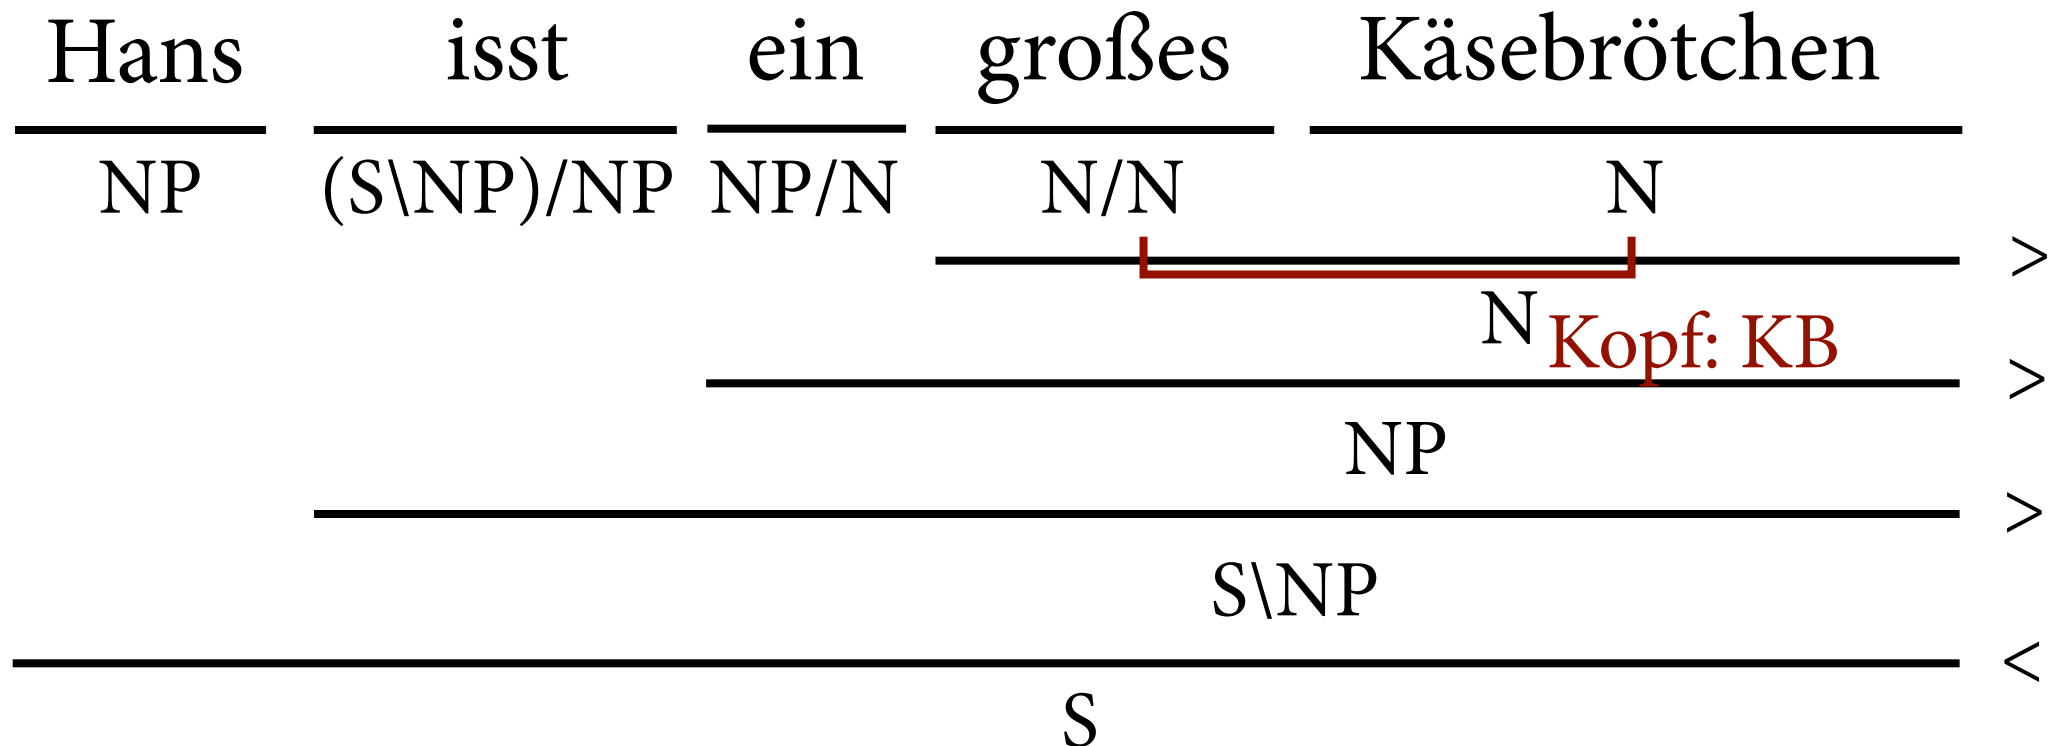 Hans isst ein großes Käsebrötchen
NP (S\NP)/NP NP/N N/N N
>
N Kopf: KB
>
NP
>
S\NP
<
S